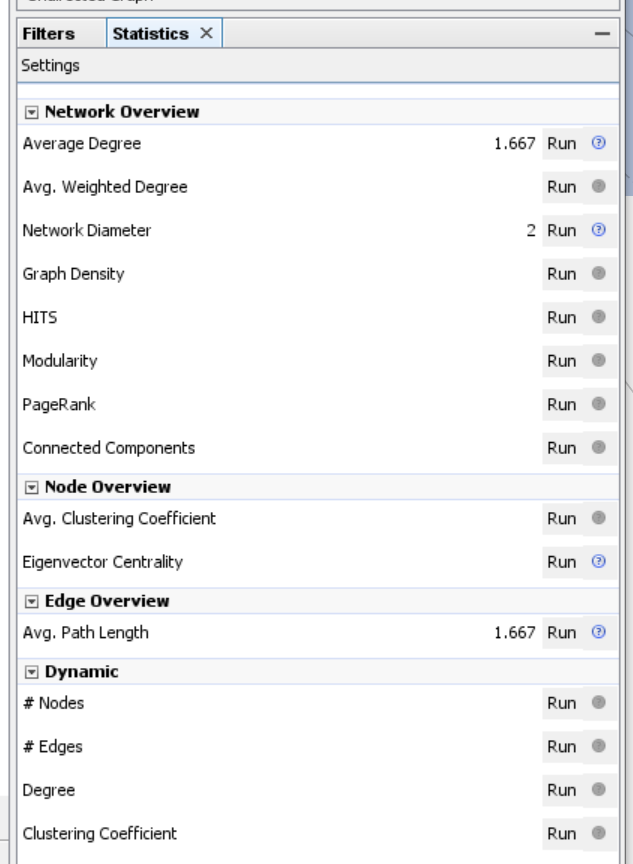 Undirected Graph
Filters Statistics
Settings
Network Overview
Average Degree 1.667 Run
Avg. Weighted Degree Run
Network Diameter 2 Run
Graph Density Run
HITS Run
Modularity Run
PageRank Run
Connected Components Run
Node Overview
Avg. Clustering Coefficient Run
Eigenvector Centrality Run
Edge Overview
Avg. Path Length 1.667 Run
Dynamic
# Nodes Run
# Edges Run
Degree Run
Clustering Coefficient Run